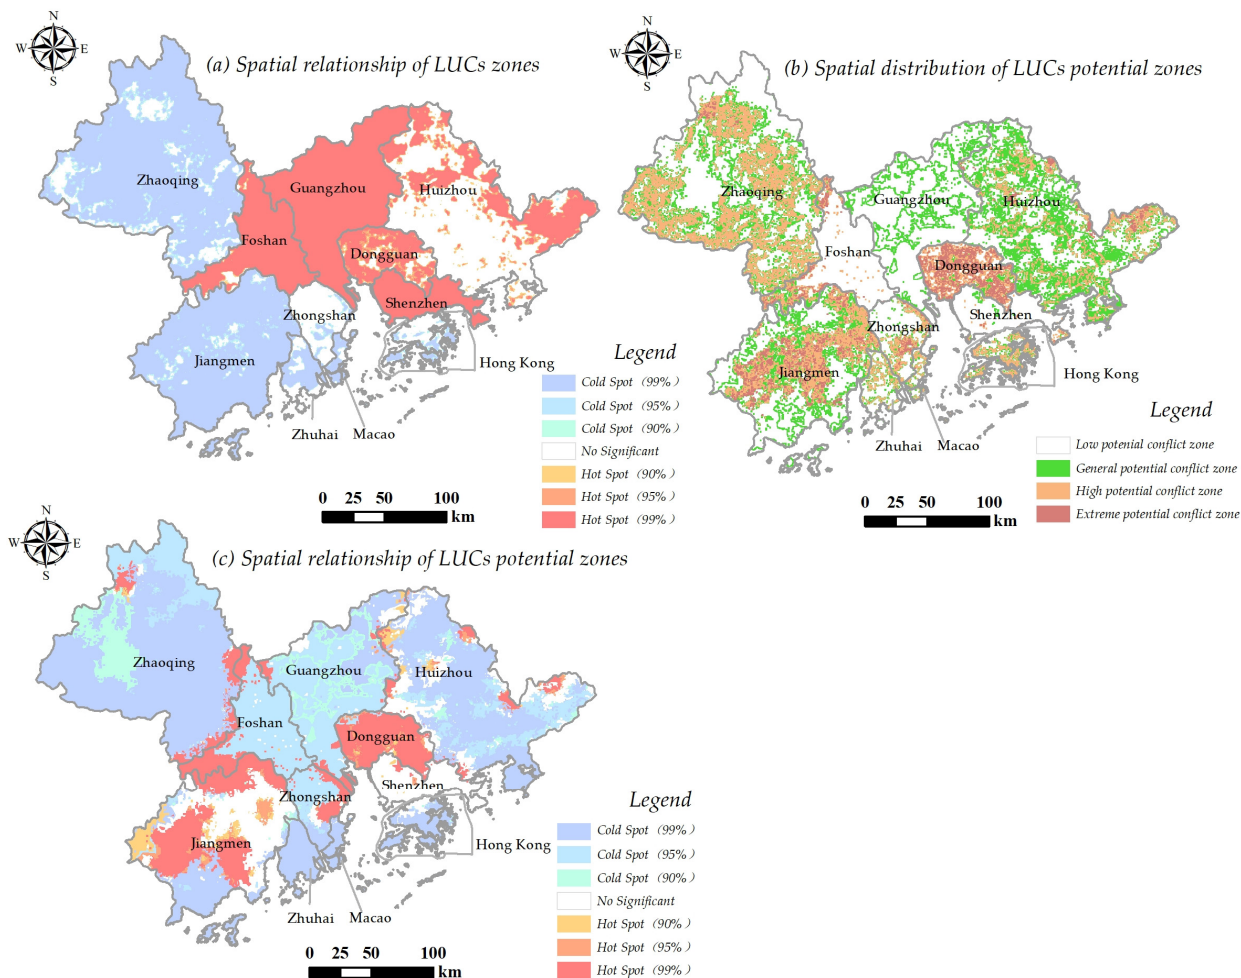 N
W E
S
(a) Spatial relationship of LUCs zones
Zhaoqing
Guangzhou
Huizhou
Foshan
Dongguan
Shenzhen
Zhongshan
Jiangmen
Hong Kong
Zhuhai
Macao
Legend
Cold Spot (99%)
Cold Spot (95%)
Cold Spot (90%)
No Significant
Hot Spot (90%)
Hot Spot (95%)
Hot Spot (99%)
0 25 50 100
km
N
W E
S
(b) Spatial distribution of LUCs potential zones
Zhaoqing
Guangzhou
Huizhou
Foshan
Dongguan
Shenzhen
Zhongshan
Jiangmen
Hong Kong
Zhuhai
Macao
Legend
Low potenial conflict zone
General potential conflict zone
High potential conflict zone
Extreme potential conflict zone
0 25 50 100
km
N
W E
S
(c) Spatial relationship of LUCs potential zones
Zhaoqing
Guangzhou
Huizhou
Foshan
Dongguan
Shenzhen
Zhongshan
Jiangmen
Hong Kong
Zhuhai
Macao
Legend
Cold Spot (99%)
Cold Spot (95%)
Cold Spot (90%)
No Significant
Hot Spot (90%)
Hot Spot (95%)
Hot Spot (99%)
0 25 50 100
km